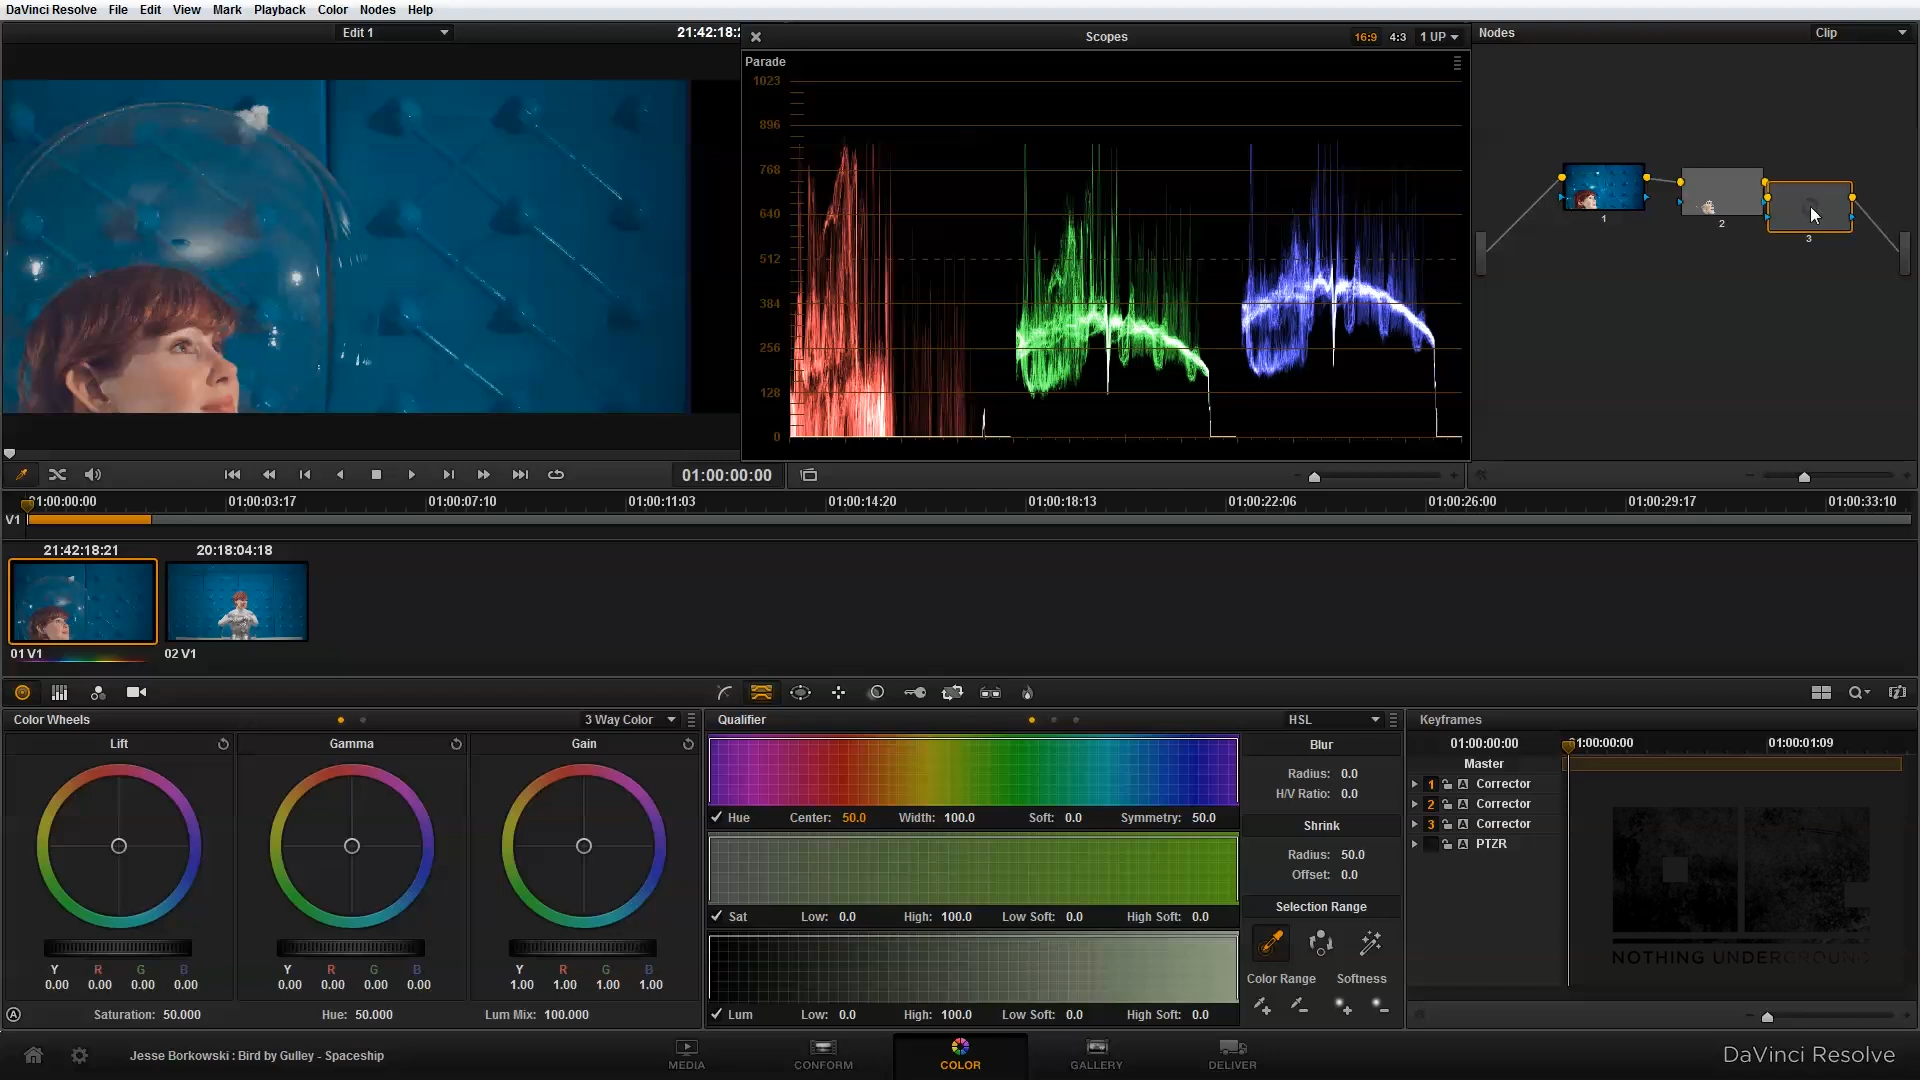 DaVinci Resolve File Edit View Mark Playback Color Nodes Help
Edit 1
21:42:18:2
Scopes
16:9 4:3 1 UP
Nodes
Clip
Parade
1023
896
768
640
512
384
256
128
0
1
2
3
01:00:00:00
01:00:00:00 01:00:03:17 01:00:07:10 01:00:11:03 01:00:14:20 01:00:18:13 01:00:22:06 01:00:26:00 01:00:29:17 01:00:33:10
V1
21:42:18:21 20:18:04:18
01 V1 02 V1
Color Wheels
3 Way Color
Lift Gamma Gain
Y R G B Y R G B Y R G B
0.00 0.00 0.00 0.00 0.00 0.00 0.00 0.00 1.00 1.00 1.00 1.00
A
Saturation: 50.000 Hue: 50.000 Lum Mix: 100.000
Qualifier
HSL
Hue Center: 50.0 Width: 100.0 Soft: 0.0 Symmetry: 50.0
Sat Low: 0.0 High: 100.0 Low Soft: 0.0 High Soft: 0.0
Lum Low: 0.0 High: 100.0 Low Soft: 0.0 High Soft: 0.0
Blur
Radius: 0.0
H/V Ratio: 0.0
Shrink
Radius: 50.0
Offset: 0.0
Selection Range
Color Range Softness
Keyframes
01:00:00:00 01:00:00:00 01:00:01:09
Master
1 A Corrector
2 A Corrector
3 A Corrector
A PTZR
NOTHING UNDERGROUND
Jesse Borkowski : Bird by Gulley - Spaceship
MEDIA CONFORM COLOR GALLERY DELIVER
DaVinci Resolve